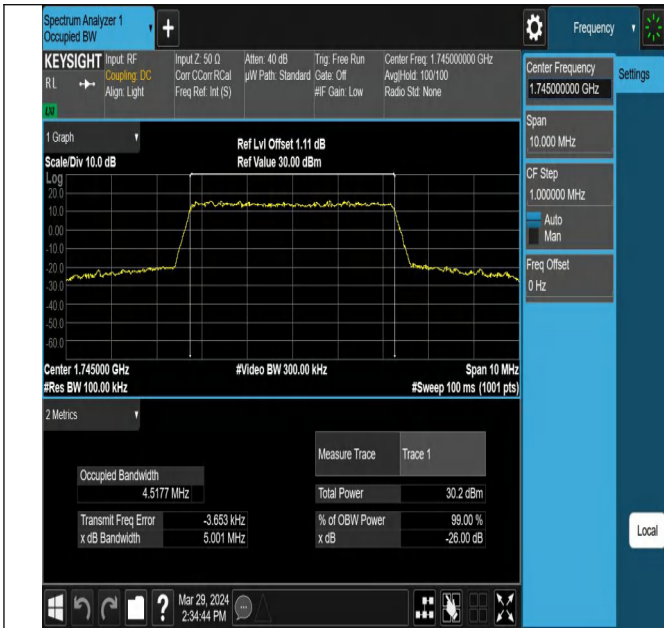 Spectrum Analyzer 1
Occupied BW
+
Frequency
KEYSIGHT
RL
LXI
Input: RF
Coupling: DC
Align: Light
Input Z: 50 Ω
Corr CCorr RCal
Freq Ref: Int (S)
Atten: 40 dB
µW Path: Standard
Trig: Free Run
Gate: Off
#IF Gain: Low
Center Freq: 1.745000000 GHz
Avg|Hold: 100/100
Radio Std: None
1 Graph
Scale/Div 10.0 dB
Ref Lvl Offset 1.11 dB
Ref Value 30.00 dBm
Log
20.0
10.0
0.00
-10.0
-20.0
-30.0
-40.0
-50.0
-60.0
Center 1.745000 GHz
#Video BW 300.00 kHz
Span 10 MHz
#Res BW 100.00 kHz
#Sweep 100 ms (1001 pts)
2 Metrics
Occupied Bandwidth
4.5177 MHz
Transmit Freq Error -3.653 kHz
x dB Bandwidth 5.001 MHz
Measure Trace Trace 1
Total Power 30.2 dBm
% of OBW Power 99.00 %
x dB -26.00 dB
Center Frequency
1.745000000 GHz
Span
10.000 MHz
CF Step
1.000000 MHz
Auto
Man
Freq Offset
0 Hz
Settings
Local
?
Mar 29, 2024
2:34:44 PM